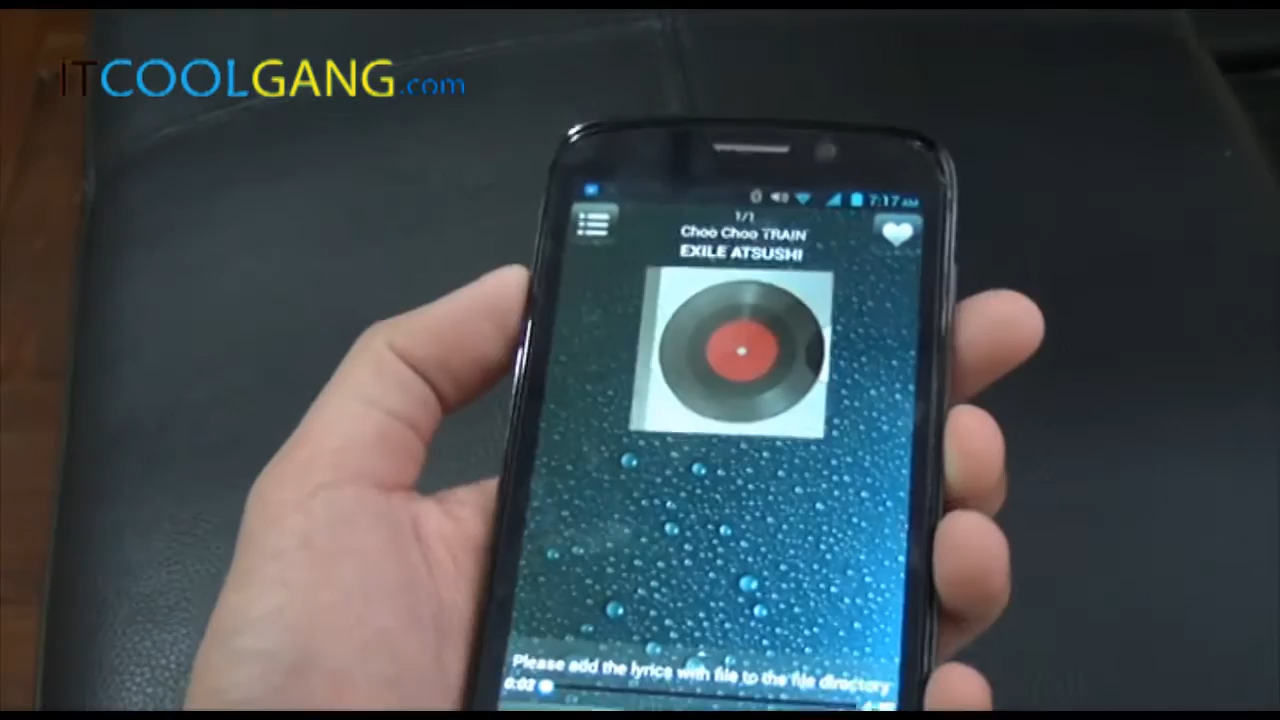 ITCOOLGANG.com
7:17 AM
1/1
Choo Choo TRAIN
EXILE ATSUSHI
Please add the lyrics with file to the file directory
0:02